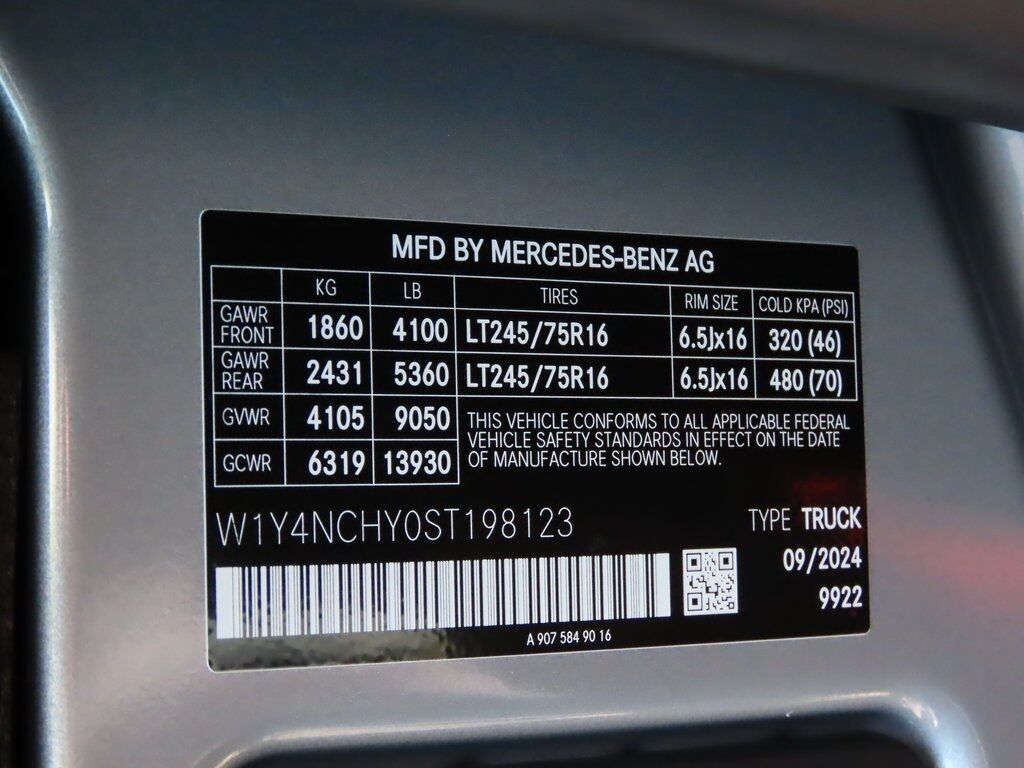 MFD BY MERCEDES-BENZ AG
KG LB TIRES RIM SIZE COLD KPA (PSI)
GAWR FRONT 1860 4100 LT245/75R16 6.5Jx16 320 (46)
GAWR REAR 2431 5360 LT245/75R16 6.5Jx16 480 (70)
GVWR 4105 9050
GCWR 6319 13930
THIS VEHICLE CONFORMS TO ALL APPLICABLE FEDERAL
VEHICLE SAFETY STANDARDS IN EFFECT ON THE DATE
OF MANUFACTURE SHOWN BELOW.
W1Y4NCHY0ST198123
TYPE TRUCK
09/2024
9922
A 907 584 90 16